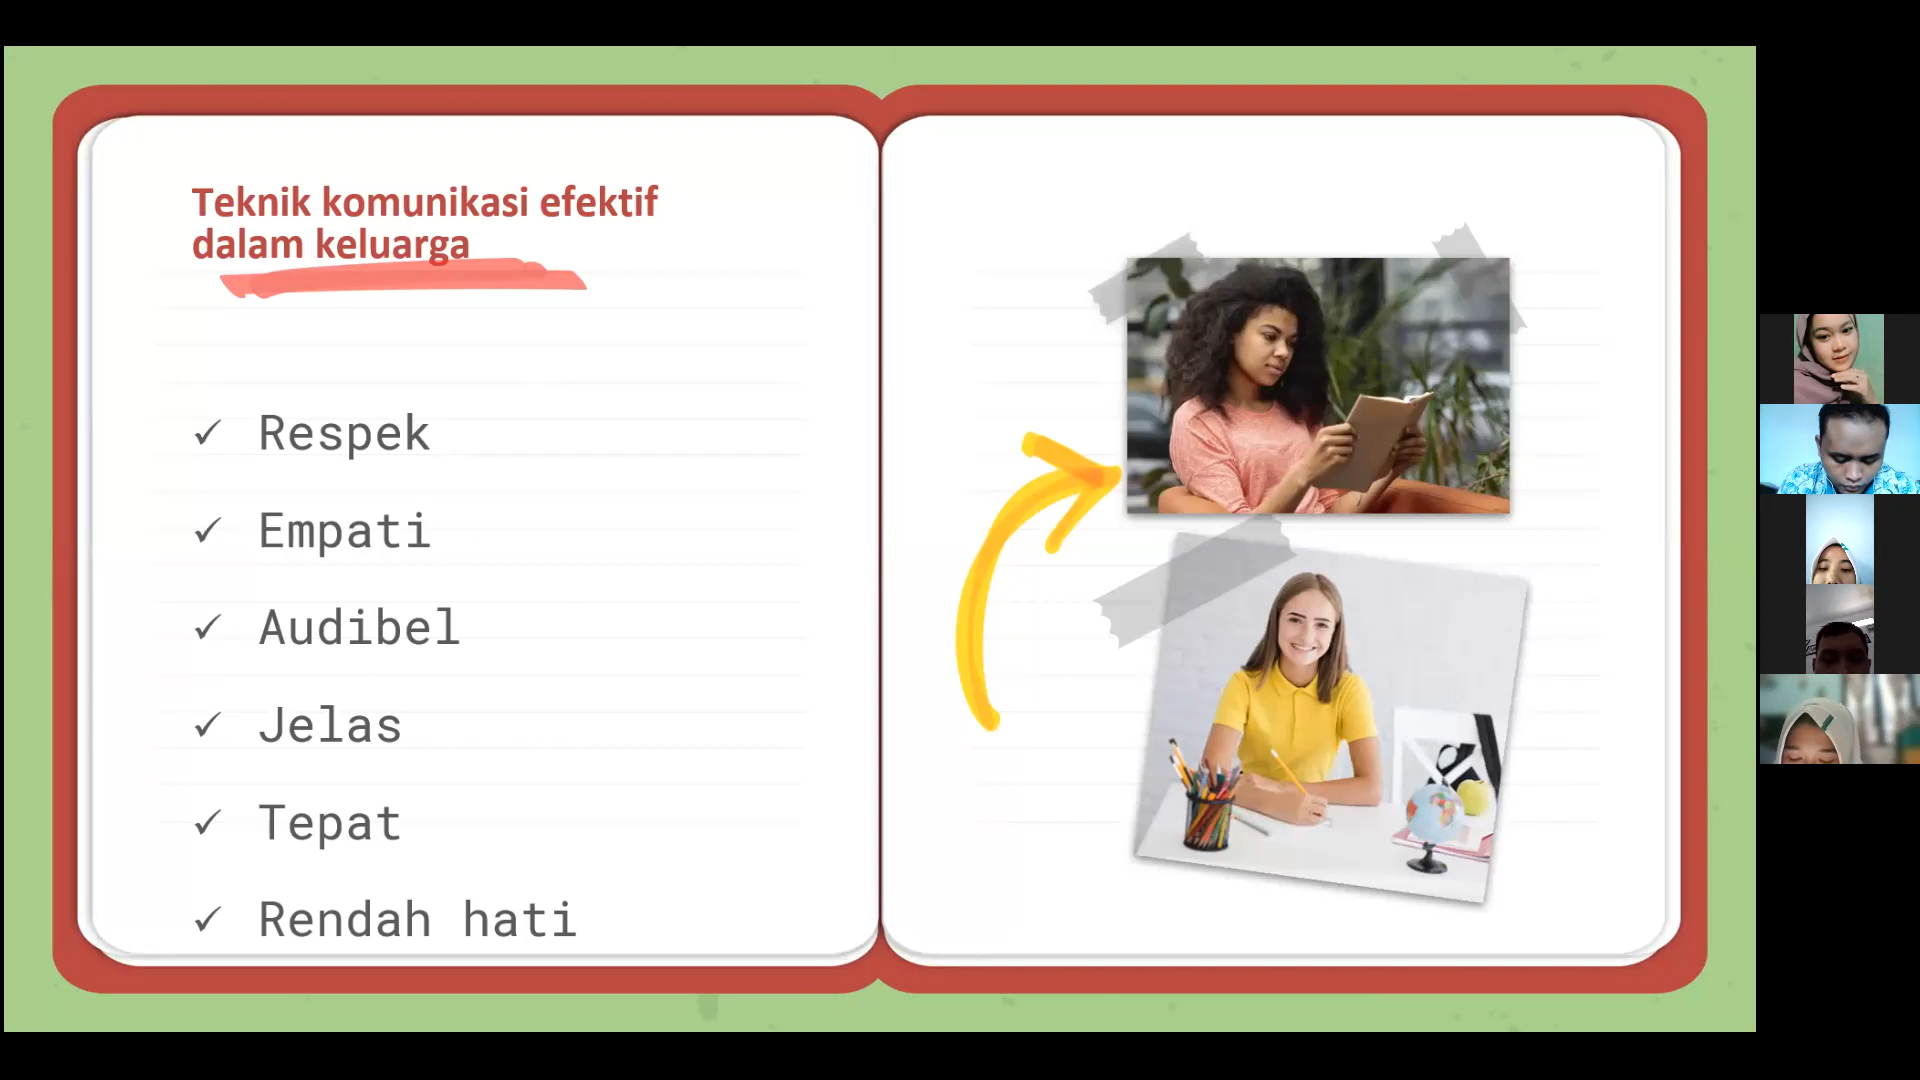 Teknik komunikasi efektif
dalam keluarga
✓ Respek
✓ Empati
✓ Audibel
✓ Jelas
✓ Tepat
✓ Rendah hati